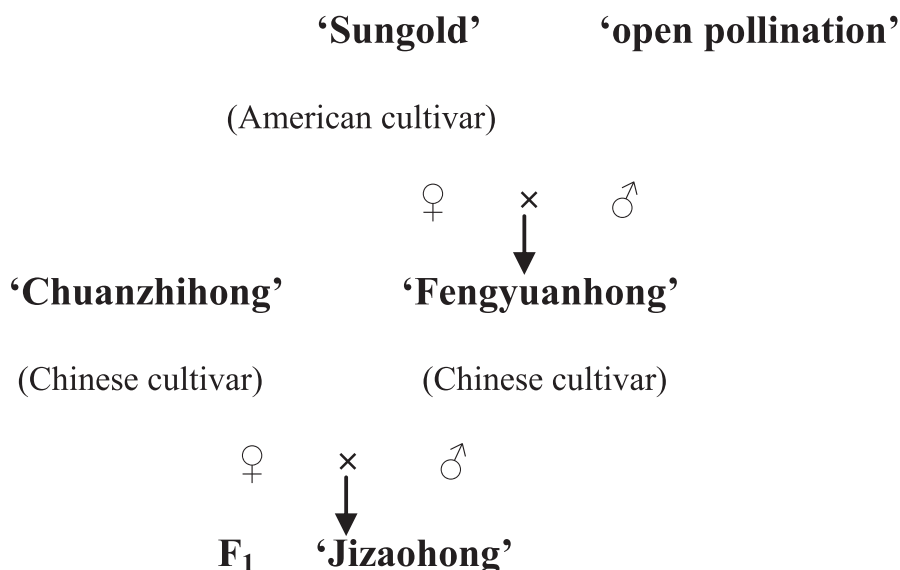 ‘Sungold’ ‘open pollination’
(American cultivar)
♀ × ♂
‘Chuanzhihong’ ‘Fengyuanhong’
(Chinese cultivar) (Chinese cultivar)
♀ × ♂
F₁ ‘Jizaohong’